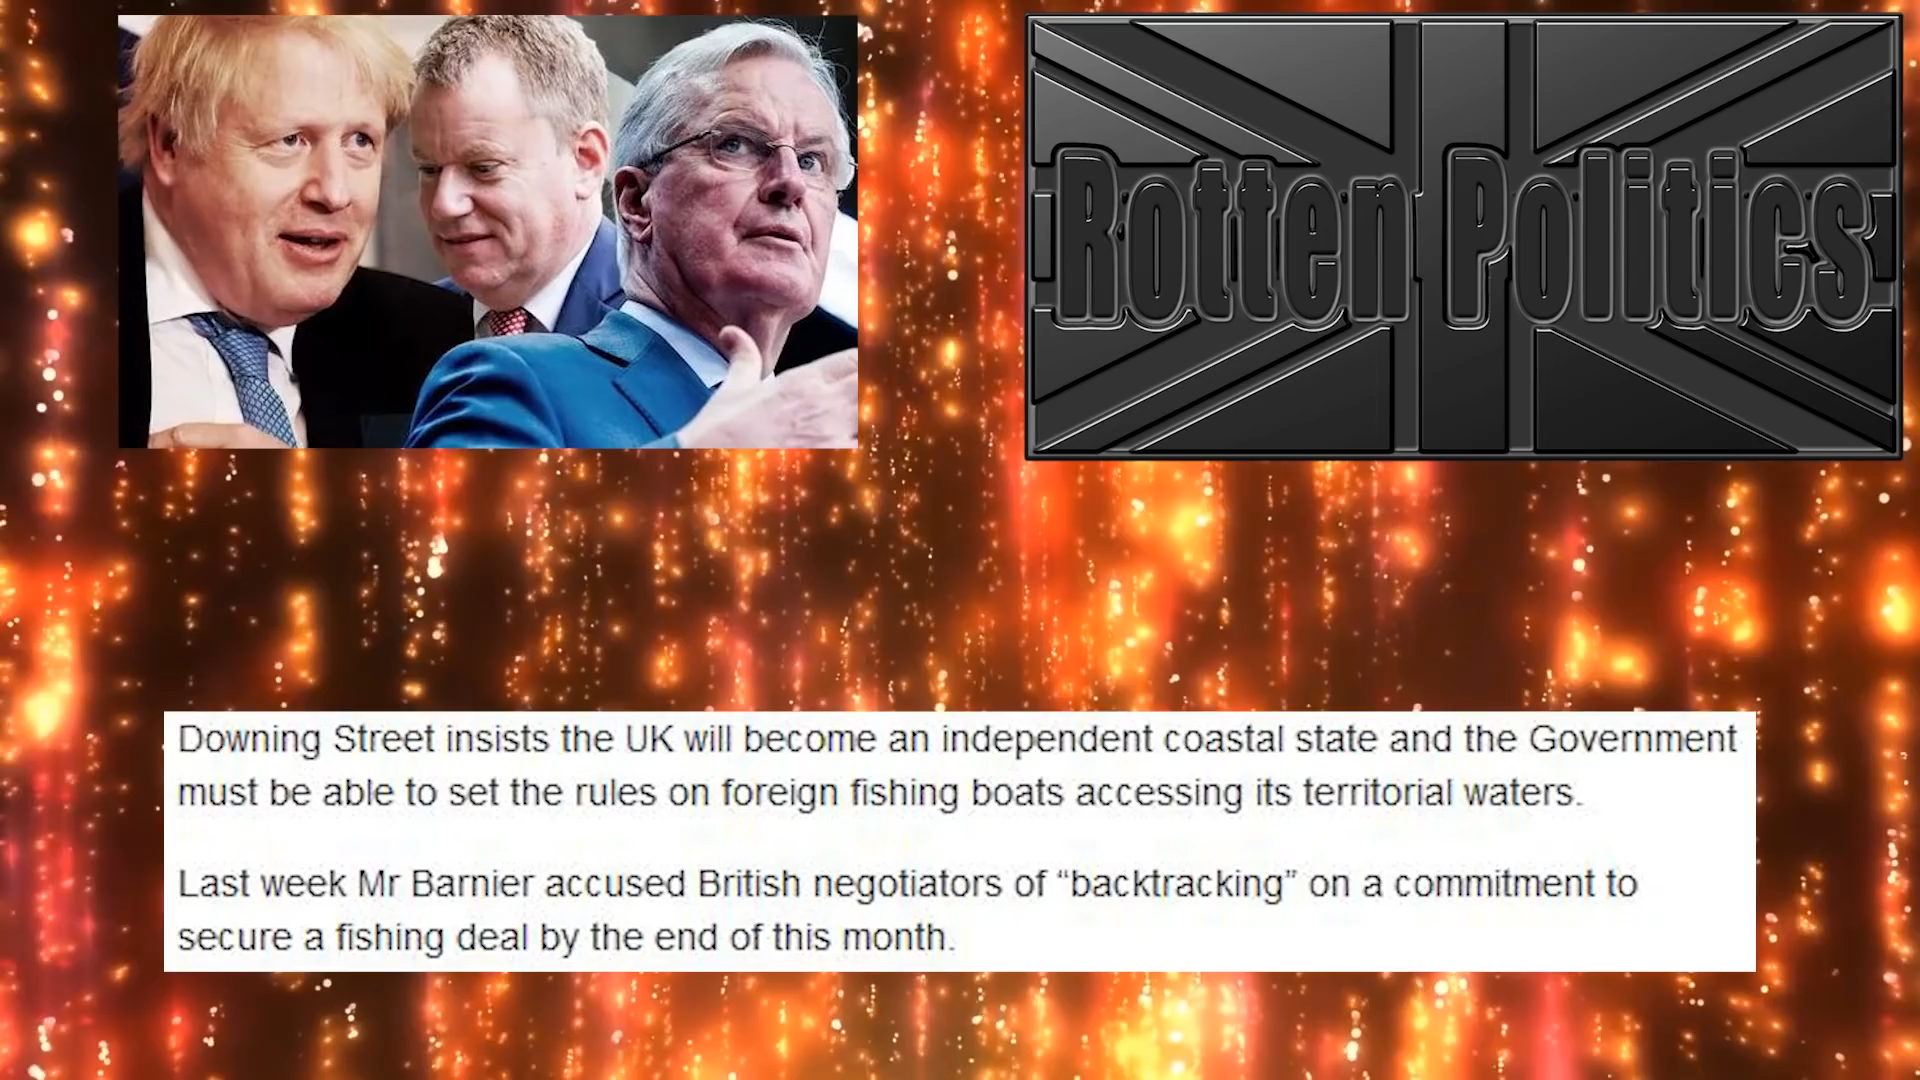 Rotten Politics
Downing Street insists the UK will become an independent coastal state and the Government
must be able to set the rules on foreign fishing boats accessing its territorial waters.
Last week Mr Barnier accused British negotiators of “backtracking” on a commitment to
secure a fishing deal by the end of this month.